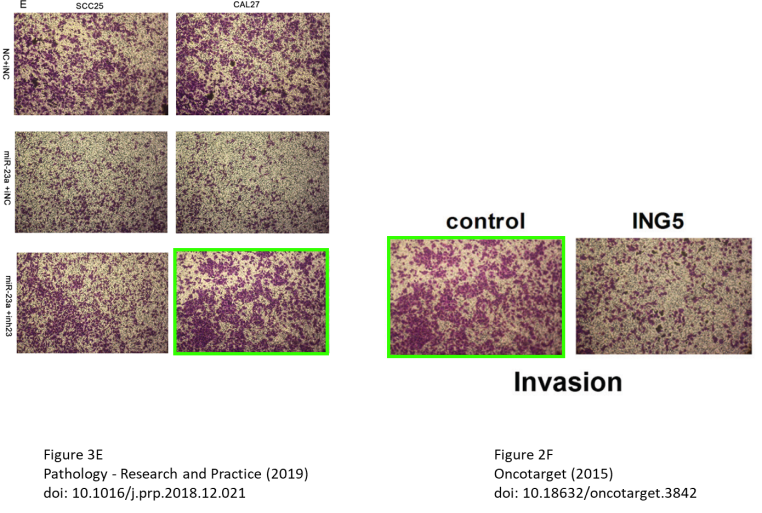 E
SCC25
CAL27
NC+iNC
miR-23a +iNC
miR-23a +inh23
control
ING5
Invasion
Figure 3E
Pathology - Research and Practice (2019)
doi: 10.1016/j.prp.2018.12.021
Figure 2F
Oncotarget (2015)
doi: 10.18632/oncotarget.3842